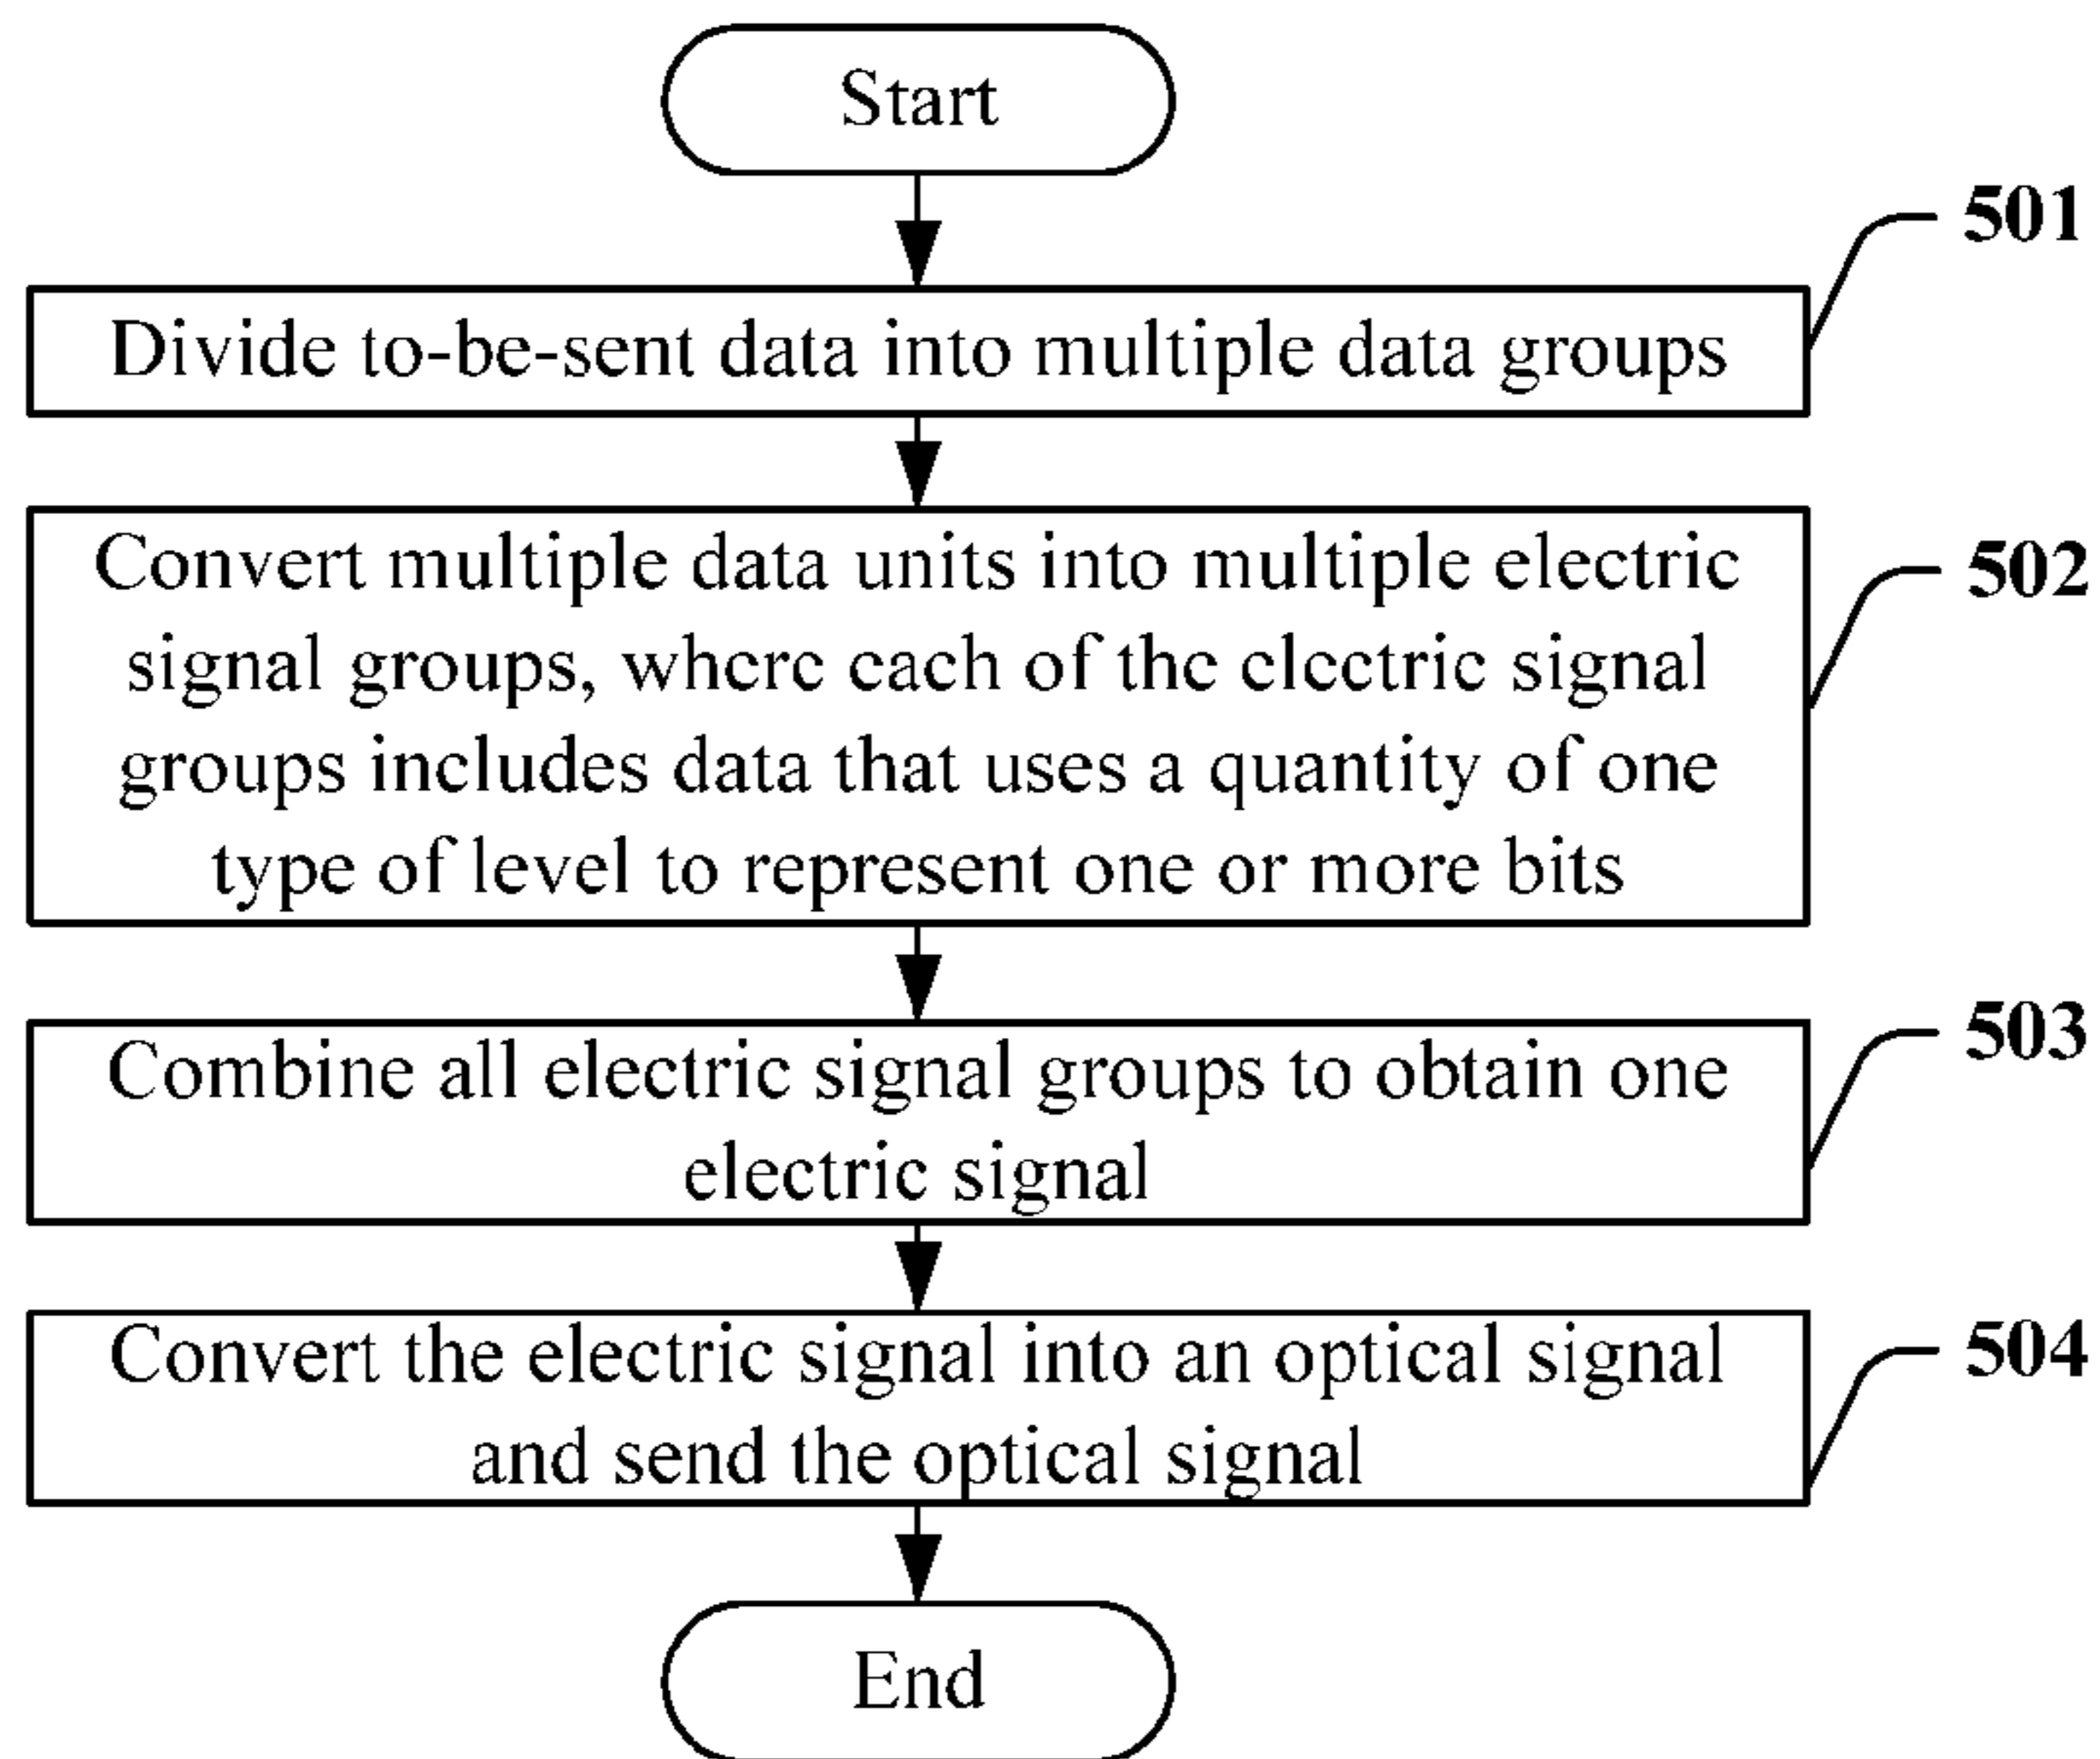 Start
501
Divide to-be-sent data into multiple data groups
502
Convert multiple data units into multiple electric
signal groups, where each of the electric signal
groups includes data that uses a quantity of one
type of level to represent one or more bits
503
Combine all electric signal groups to obtain one
electric signal
504
Convert the electric signal into an optical signal
and send the optical signal
End